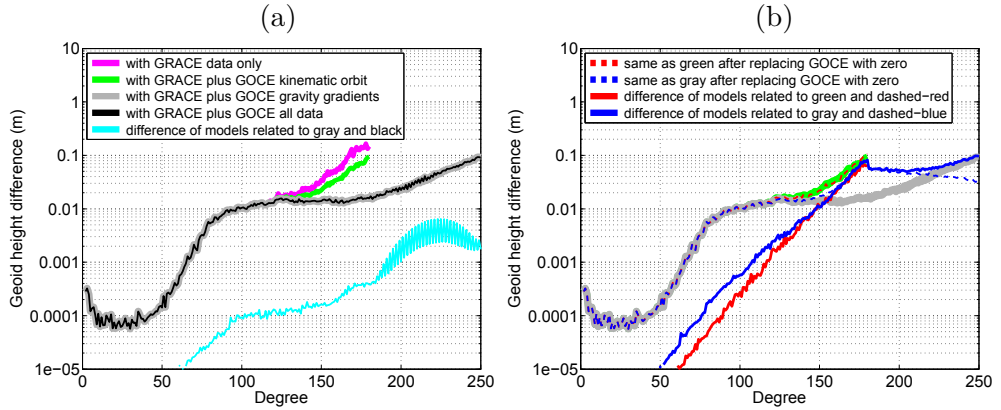 (a)
Geoid height difference (m)
10
1
0.1
0.01
0.001
0.0001
1e−05
with GRACE data only
with GRACE plus GOCE kinematic orbit
with GRACE plus GOCE gravity gradients
with GRACE plus GOCE all data
difference of models related to gray and black
0 50 100 150 200 250
Degree
(b)
Geoid height difference (m)
10
1
0.1
0.01
0.001
0.0001
1e−05
same as green after replacing GOCE with zero
same as gray after replacing GOCE with zero
difference of models related to green and dashed−red
difference of models related to gray and dashed−blue
0 50 100 150 200 250
Degree